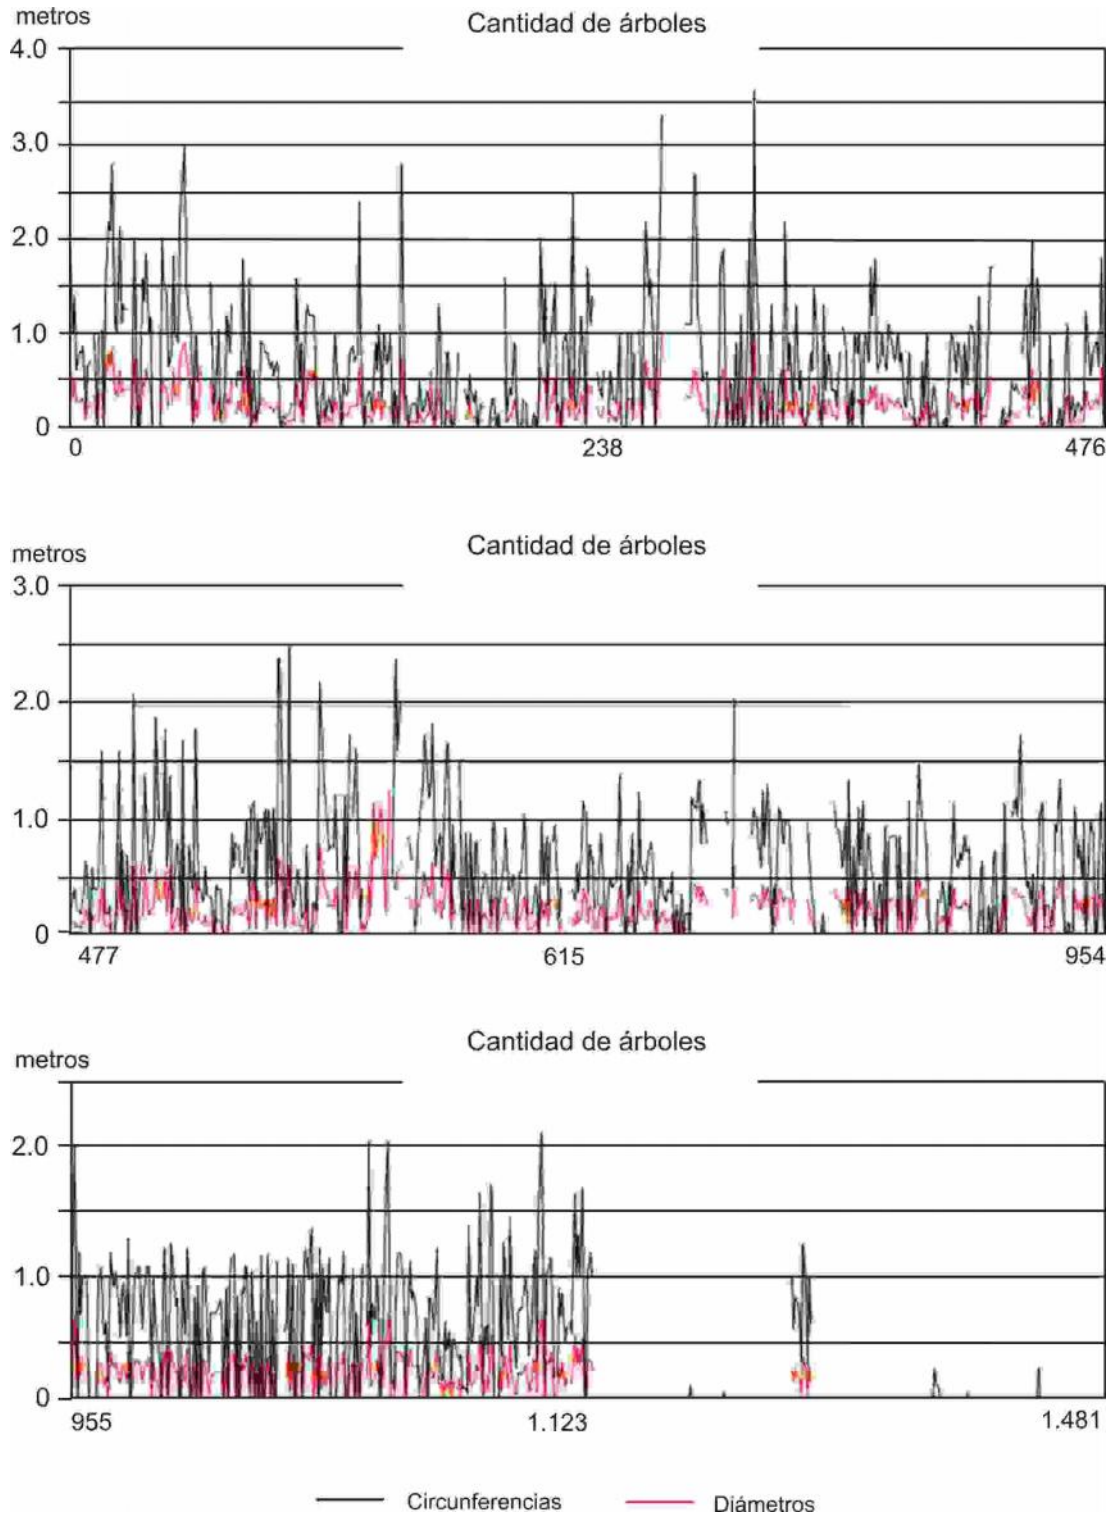 metros
Cantidad de árboles
4.0
3.0
2.0
1.0
0
0 238 476
metros
Cantidad de árboles
3.0
2.0
1.0
0
477 615 954
metros
Cantidad de árboles
2.0
1.0
0
955 1.123 1.481
Circunferencias Diámetros